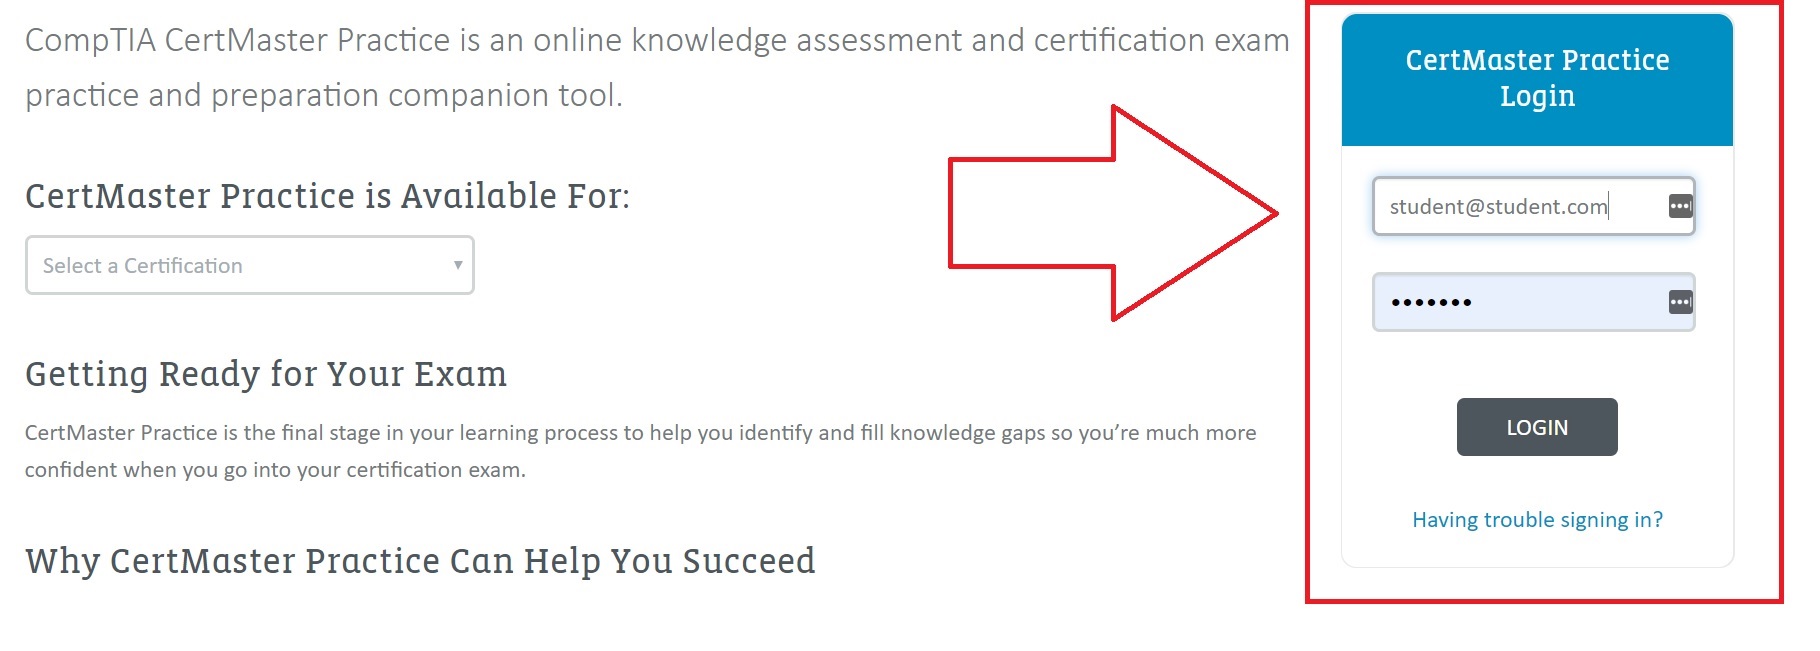 CompTIA CertMaster Practice is an online knowledge assessment and certification exam
practice and preparation companion tool.
CertMaster Practice is Available For:
Select a Certification
Getting Ready for Your Exam
CertMaster Practice is the final stage in your learning process to help you identify and fill knowledge gaps so you’re much more
confident when you go into your certification exam.
Why CertMaster Practice Can Help You Succeed
CertMaster Practice
Login
student@student.com
•••••••
LOGIN
Having trouble signing in?